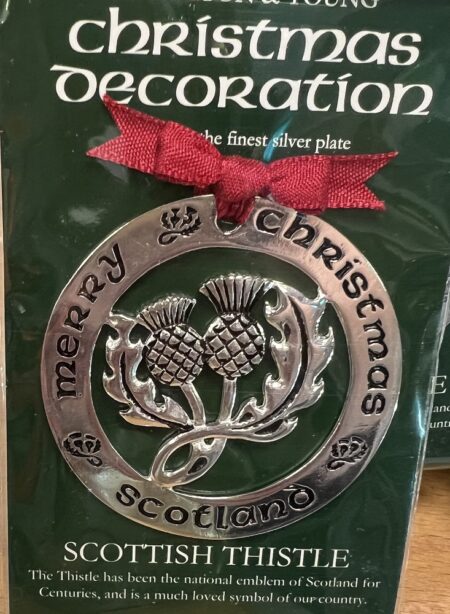 & YOUNG
Christmas
Decoration
the finest silver plate
Merry Christmas
Scotland
SCOTTISH THISTLE
The Thistle has been the national emblem of Scotland for
Centuries, and is a much loved symbol of our country.